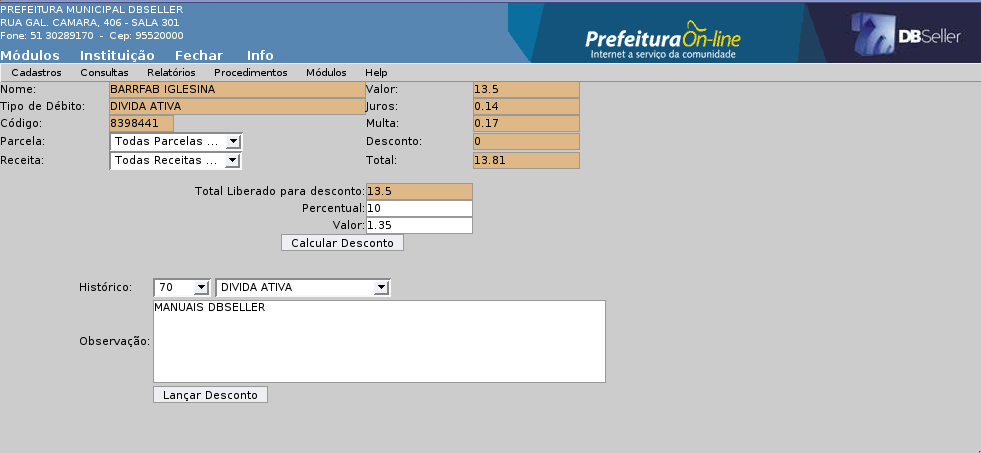 PREFEITURA MUNICIPAL DBSELLER
RUA GAL. CAMARA, 406 - SALA 301
Fone: 51 30289170 - Cep: 95520000
Prefeitura On-line
Internet a serviço da comunidade
DBSeller
Módulos Instituição Fechar Info
Cadastros Consultas Relatórios Procedimentos Módulos Help
Nome: BARRFAB IGLESINA Valor: 13.5
Tipo de Débito: DIVIDA ATIVA Juros: 0.14
Código: 8398441 Multa: 0.17
Parcela: Todas Parcelas ... Desconto: 0
Receita: Todas Receitas ... Total: 13.81
Total Liberado para desconto: 13.5
Percentual: 10
Valor: 1.35
Calcular Desconto
Histórico: 70 DIVIDA ATIVA
MANUAIS DBSELLER
Observação:
Lançar Desconto